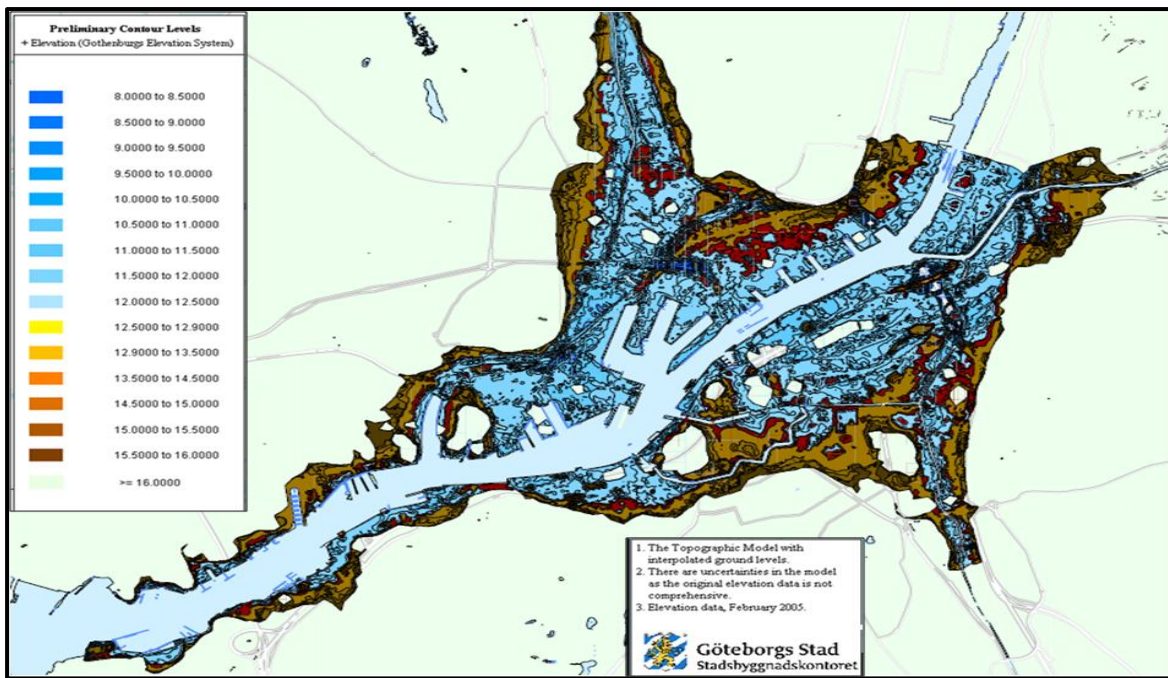 Preliminary Contour Levels
+ Elevation (Gothenburgs Elevation System)
8.0000 to 8.5000
8.5000 to 9.0000
9.0000 to 9.5000
9.5000 to 10.0000
10.0000 to 10.5000
10.5000 to 11.0000
11.0000 to 11.5000
11.5000 to 12.0000
12.0000 to 12.5000
12.5000 to 12.9000
12.9000 to 13.5000
13.5000 to 14.5000
14.5000 to 15.0000
15.0000 to 15.5000
15.5000 to 16.0000
>= 16.0000
1. The Topographic Model with
interpolated ground levels.
2. There are uncertainties in the model
as the original elevation data is not
comprehensive.
3. Elevation data, February 2005.
Göteborgs Stad
Stadsbyggnadskontoret